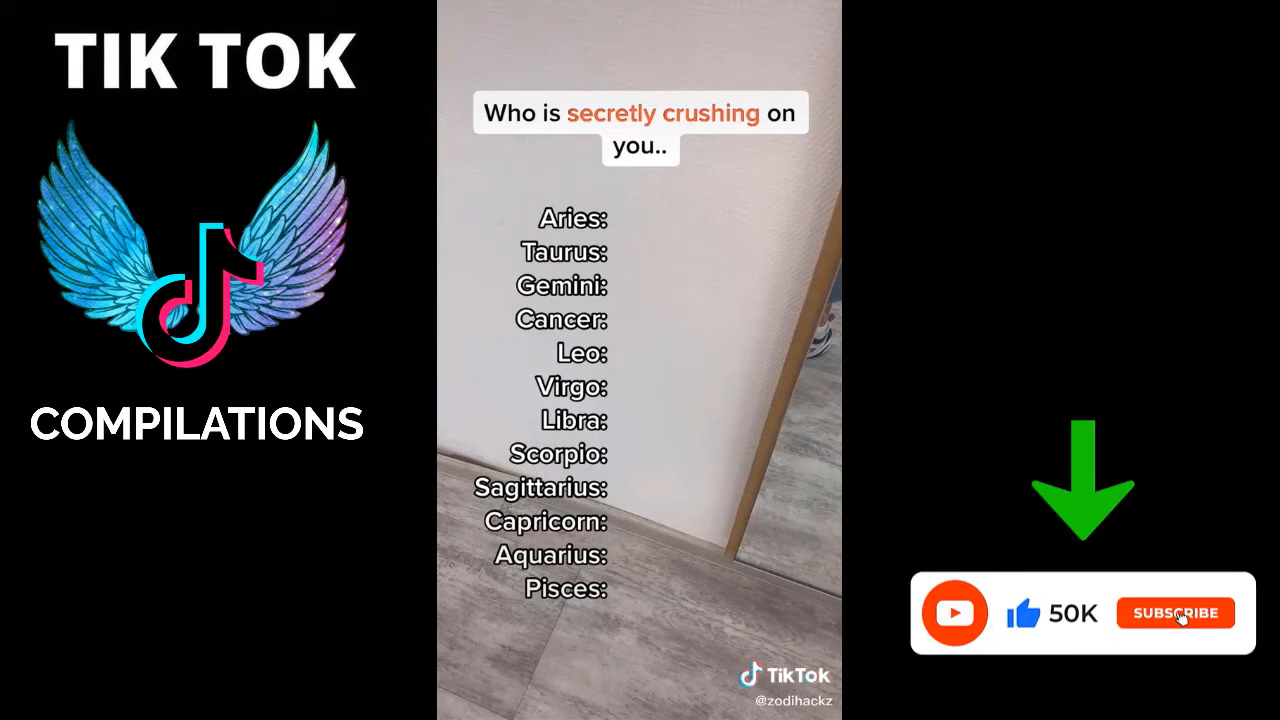 TIK TOK
COMPILATIONS
Who is secretly crushing on
you..
Aries:
Taurus:
Gemini:
Cancer:
Leo:
Virgo:
Libra:
Scorpio:
Sagittarius:
Capricorn:
Aquarius:
Pisces:
TikTok
@zodihackz
50K
SUBSCRIBE